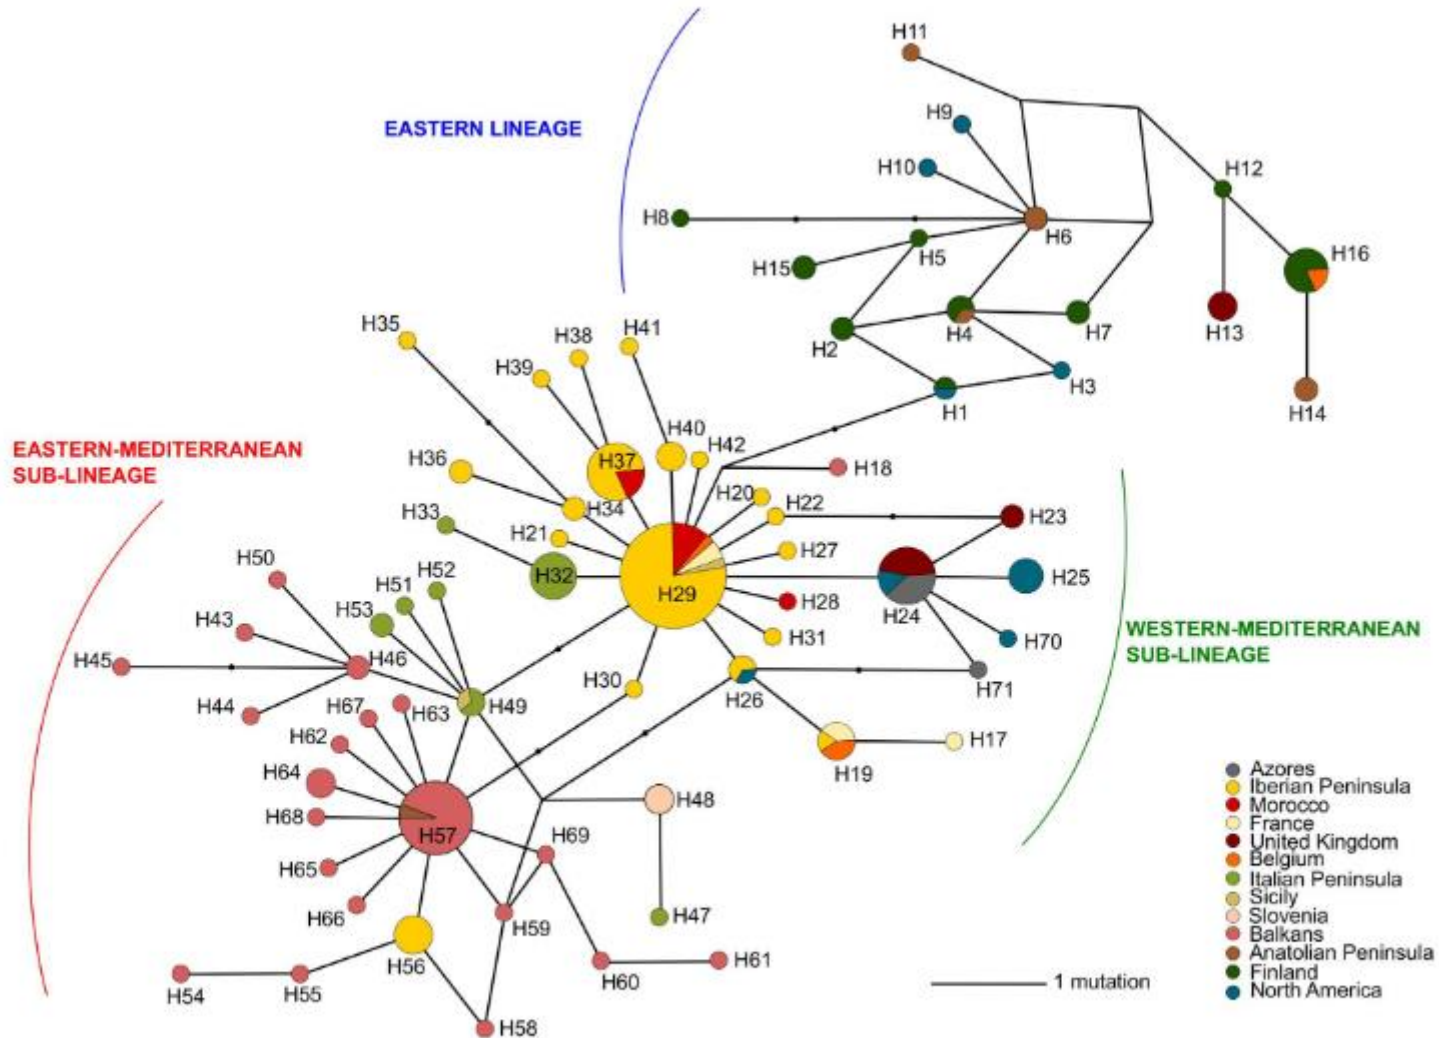 H11
EASTERN LINEAGE
H9
H10
H12
H8
H6
H5
H15
H16
H2
H4
H7
H13
H3
H1
H14
H35
H38
H41
H39
H40
H42
H37
H18
EASTERN-MEDITERRANEAN
SUB-LINEAGE
H36
H34
H20
H22
H23
H33
H21
H27
H32
H29
H28
H24
H25
H31
H70
WESTERN-MEDITERRANEAN
SUB-LINEAGE
H50
H51
H52
H53
H43
H45
H46
H44
H49
H30
H26
H71
H67
H63
H62
H64
H68
H57
H65
H66
H69
H48
H19
H17
H47
H59
H56
H54
H55
H58
H60
H61
Azores
Iberian Peninsula
Morocco
France
United Kingdom
Belgium
Italian Peninsula
Sicily
Slovenia
Balkans
Anatolian Peninsula
Finland
North America
1 mutation